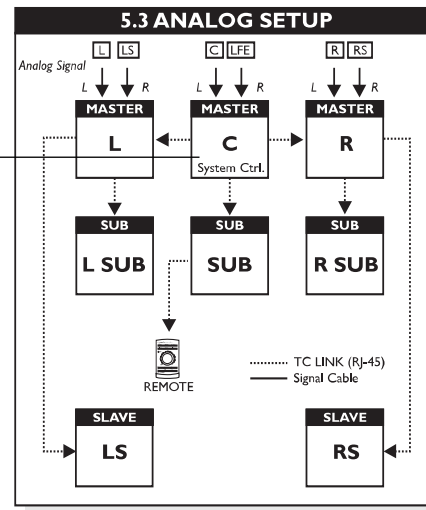 5.3 ANALOG SETUP
L LS C LFE R RS
Analog Signal
L R L R L R
MASTER MASTER MASTER
L C R
System Ctrl.
SUB SUB SUB
L SUB SUB R SUB
REMOTE
TC LINK (RJ-45)
Signal Cable
SLAVE SLAVE
LS RS